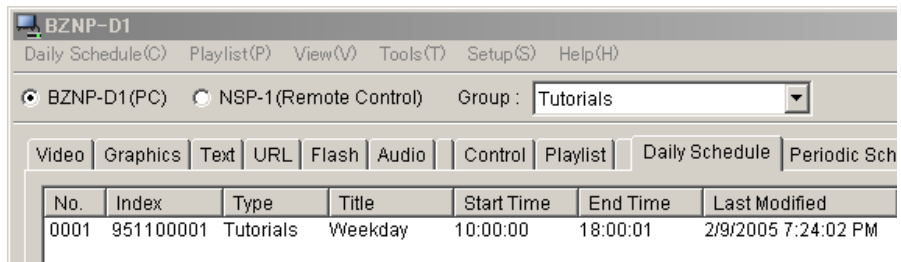 BZNP-D1
Daily Schedule(C) Playlist(P) View(V) Tools(T) Setup(S) Help(H)
BZNP-D1(PC) NSP-1(Remote Control) Group : Tutorials
Video Graphics Text URL Flash Audio Control Playlist Daily Schedule Periodic Sch
No. Index Type Title Start Time End Time Last Modified
0001 951100001 Tutorials Weekday 10:00:00 18:00:01 2/9/2005 7:24:02 PM